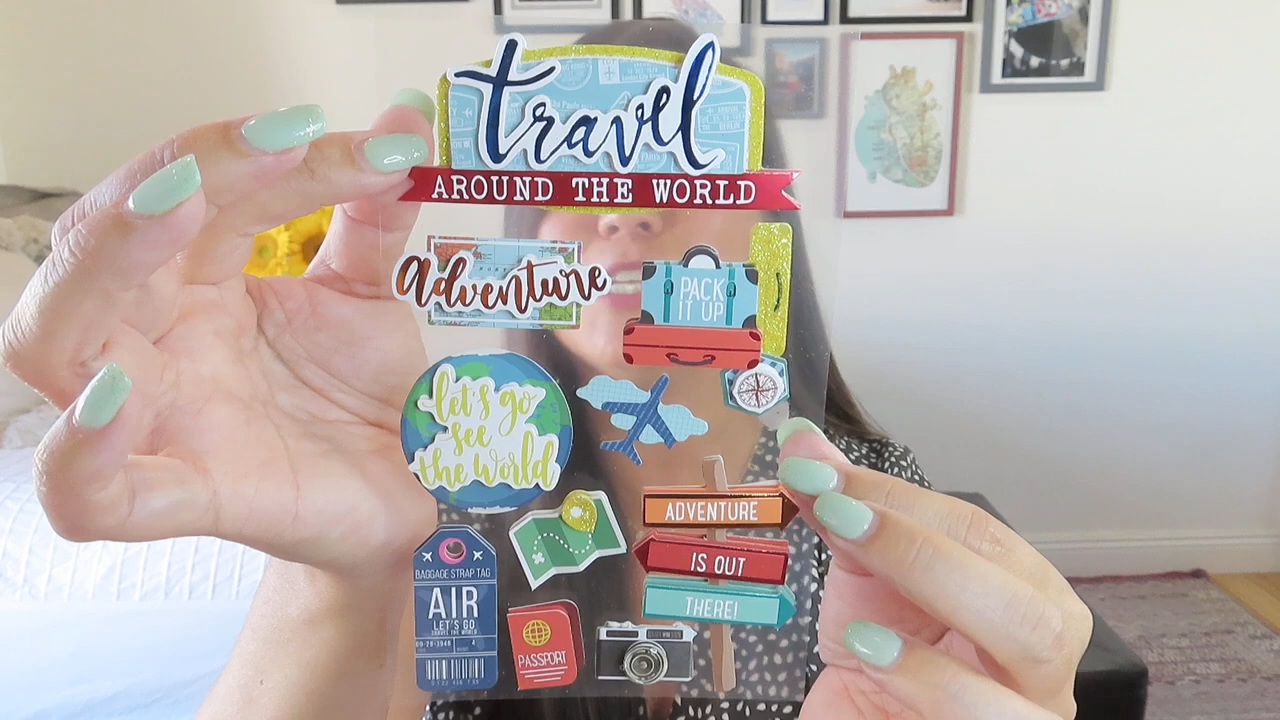 travel
AROUND THE WORLD
adventure
PACK
IT UP
let's go
see
the world
ADVENTURE
IS OUT
THERE!
BAGGAGE STRAP TAG
AIR
LET'S GO
PASSPORT